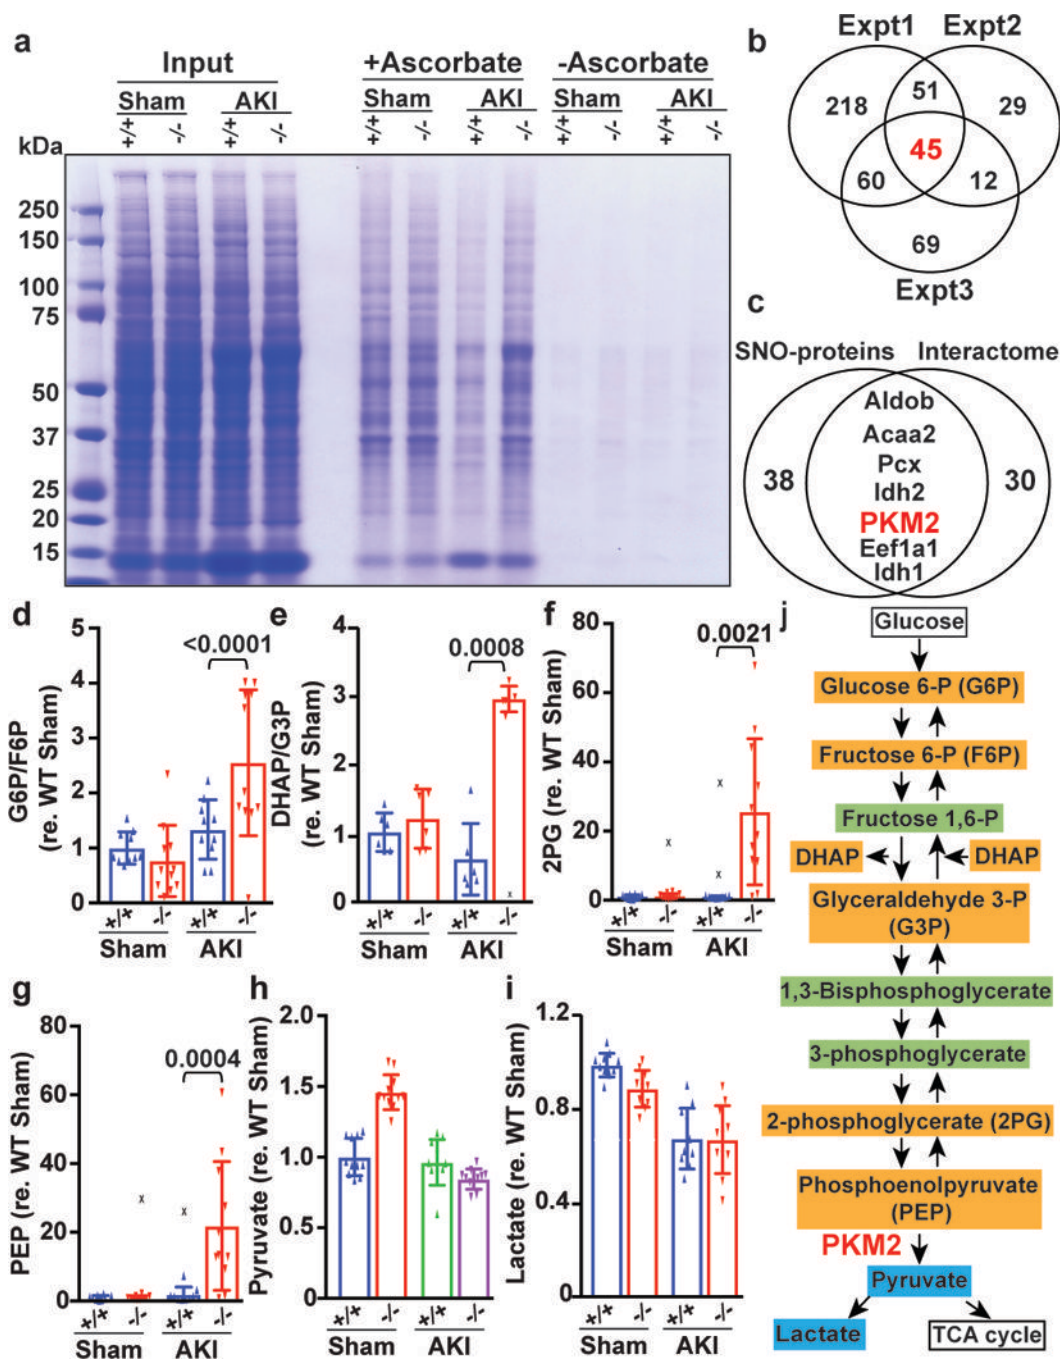 a
Input
+Ascorbate
-Ascorbate
Sham
AKI
Sham
AKI
Sham
AKI
+/+
-/-
+/+
-/-
+/+
-/-
+/+
-/-
+/+
-/-
+/+
-/-
kDa
250
150
100
75
50
37
25
20
15
b
Expt1
Expt2
218
51
29
45
60
12
69
Expt3
c
SNO-proteins
Interactome
Aldob
Acaa2
Pcx
Idh2
PKM2
Eef1a1
Idh1
38
30
d
G6P/F6P
(re. WT Sham)
5
4
3
2
1
0
<0.0001
+/+
-/-
+/+
-/-
Sham
AKI
e
DHAP/G3P
(re. WT Sham)
4
3
1
0
0.0008
+/+
-/-
+/+
-/-
Sham
AKI
f
2PG (re. WT Sham)
80
60
40
20
0
0.0021
x
x
x
+/+
-/-
+/+
-/-
Sham
AKI
g
PEP (re. WT Sham)
80
60
40
20
0
0.0004
x
x
+/+
-/-
+/+
-/-
Sham
AKI
h
Pyruvate (re. WT Sham)
2.0
1.5
1.0
0.5
0
+/+
-/-
+/+
-/-
Sham
AKI
i
Lactate (re. WT Sham)
1.2
0.8
0.4
0
+/+
-/-
+/+
-/-
Sham
AKI
j
Glucose
Glucose 6-P (G6P)
Fructose 6-P (F6P)
Fructose 1,6-P
DHAP
DHAP
Glyceraldehyde 3-P
(G3P)
1,3-Bisphosphoglycerate
3-phosphoglycerate
2-phosphoglycerate (2PG)
Phosphoenolpyruvate
(PEP)
PKM2
Pyruvate
Lactate
TCA cycle